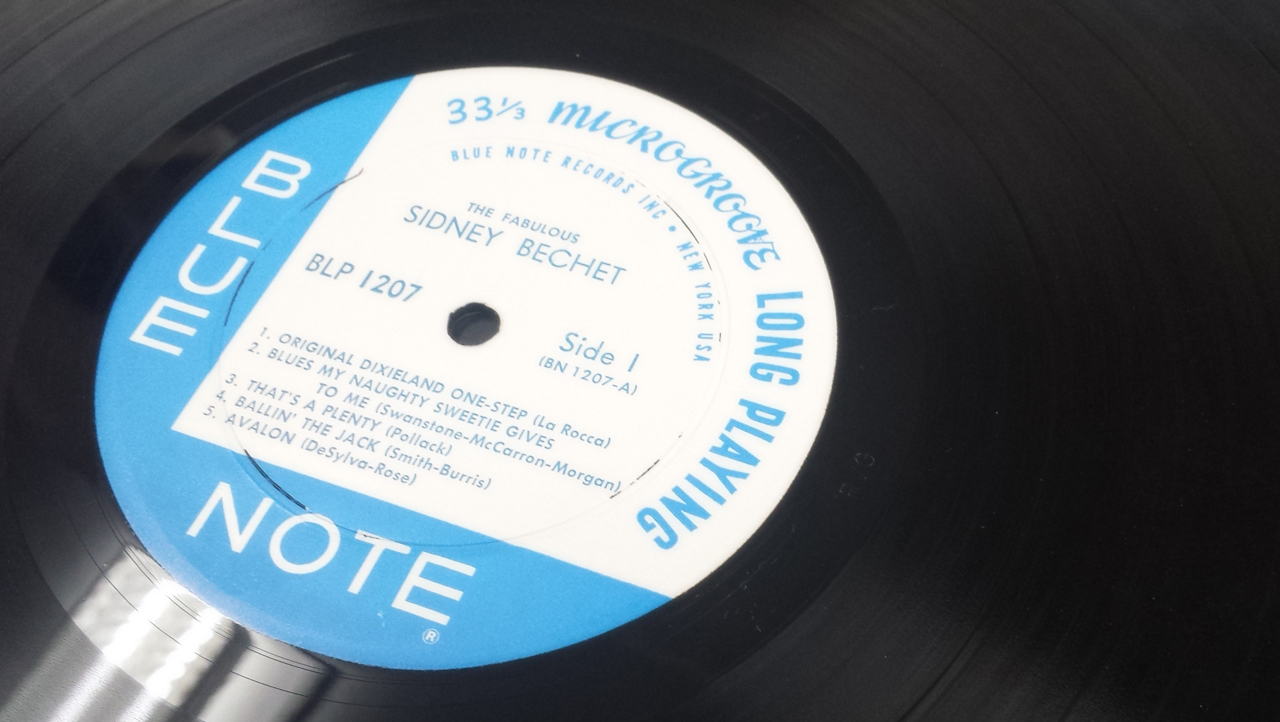 33⅓ MICROGROOVE LONG PLAYING
BLUE NOTE RECORDS INC • NEW YORK USA
THE FABULOUS
SIDNEY BECHET
BLP 1207
Side 1
(BN 1207-A)
1. ORIGINAL DIXIELAND ONE-STEP (La Rocca)
2. BLUES MY NAUGHTY SWEETIE GIVES
TO ME (Swanstone-McCarron-Morgan)
3. THAT'S A PLENTY (Pollack)
4. BALLIN' THE JACK (Smith-Burris)
5. AVALON (DeSylva-Rose)
BLUE
NOTE
®